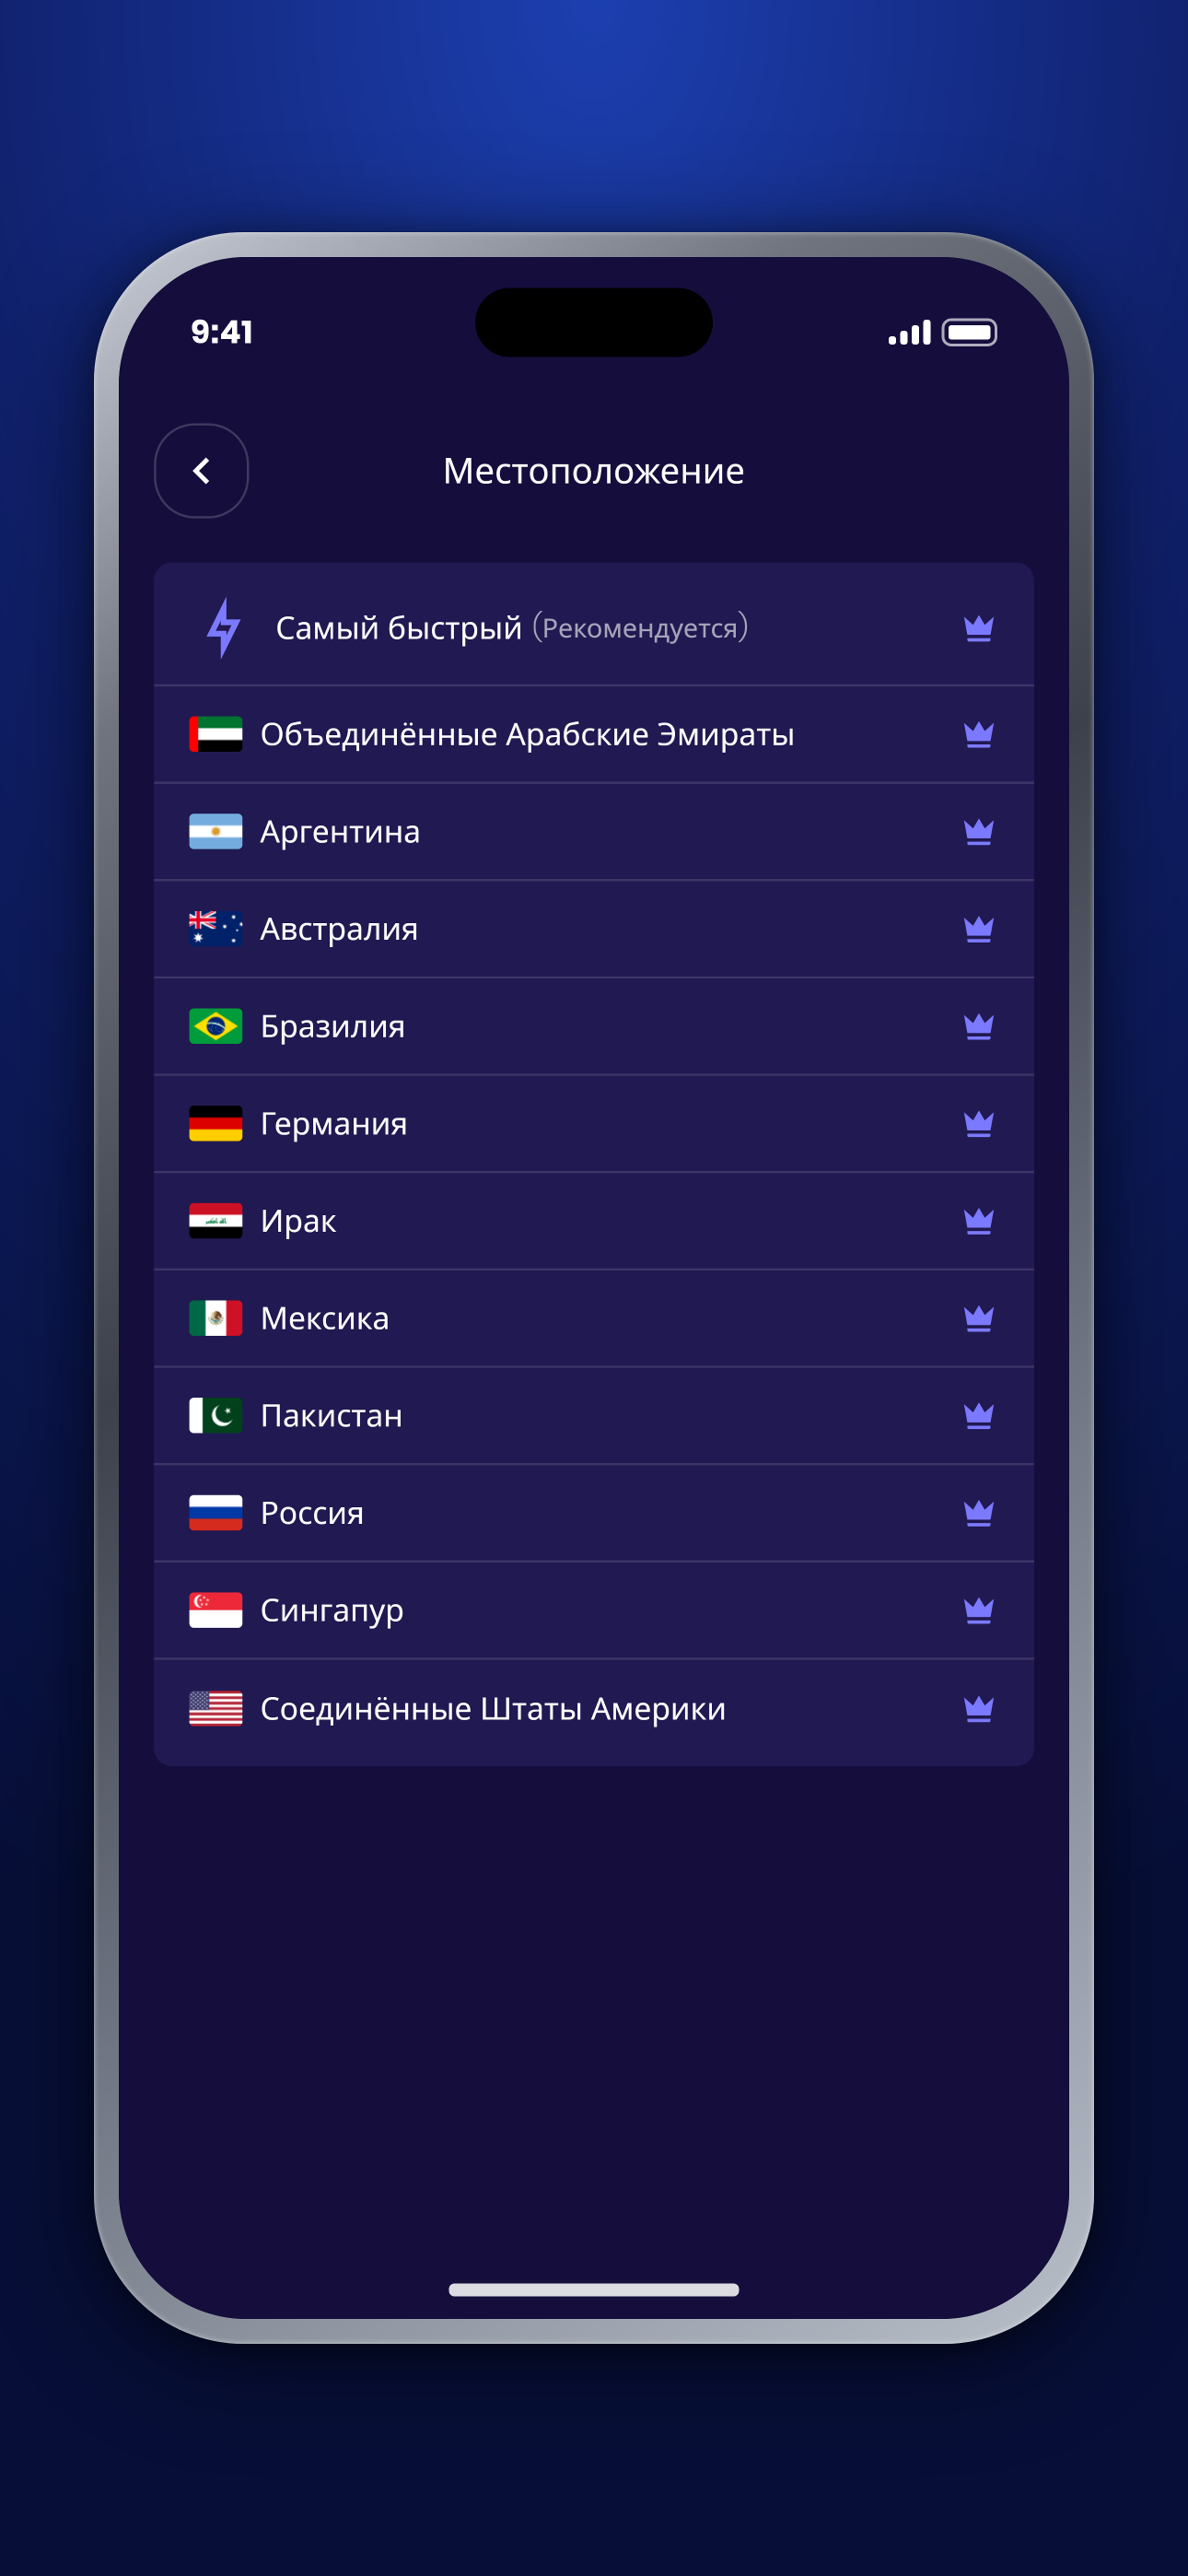 9:41
Местоположение
Самый быстрый (Рекомендуется)
Объединённые Арабские Эмираты
Аргентина
Австралия
Бразилия
Германия
Ирак
Мексика
Пакистан
Россия
Сингапур
Соединённые Штаты Америки